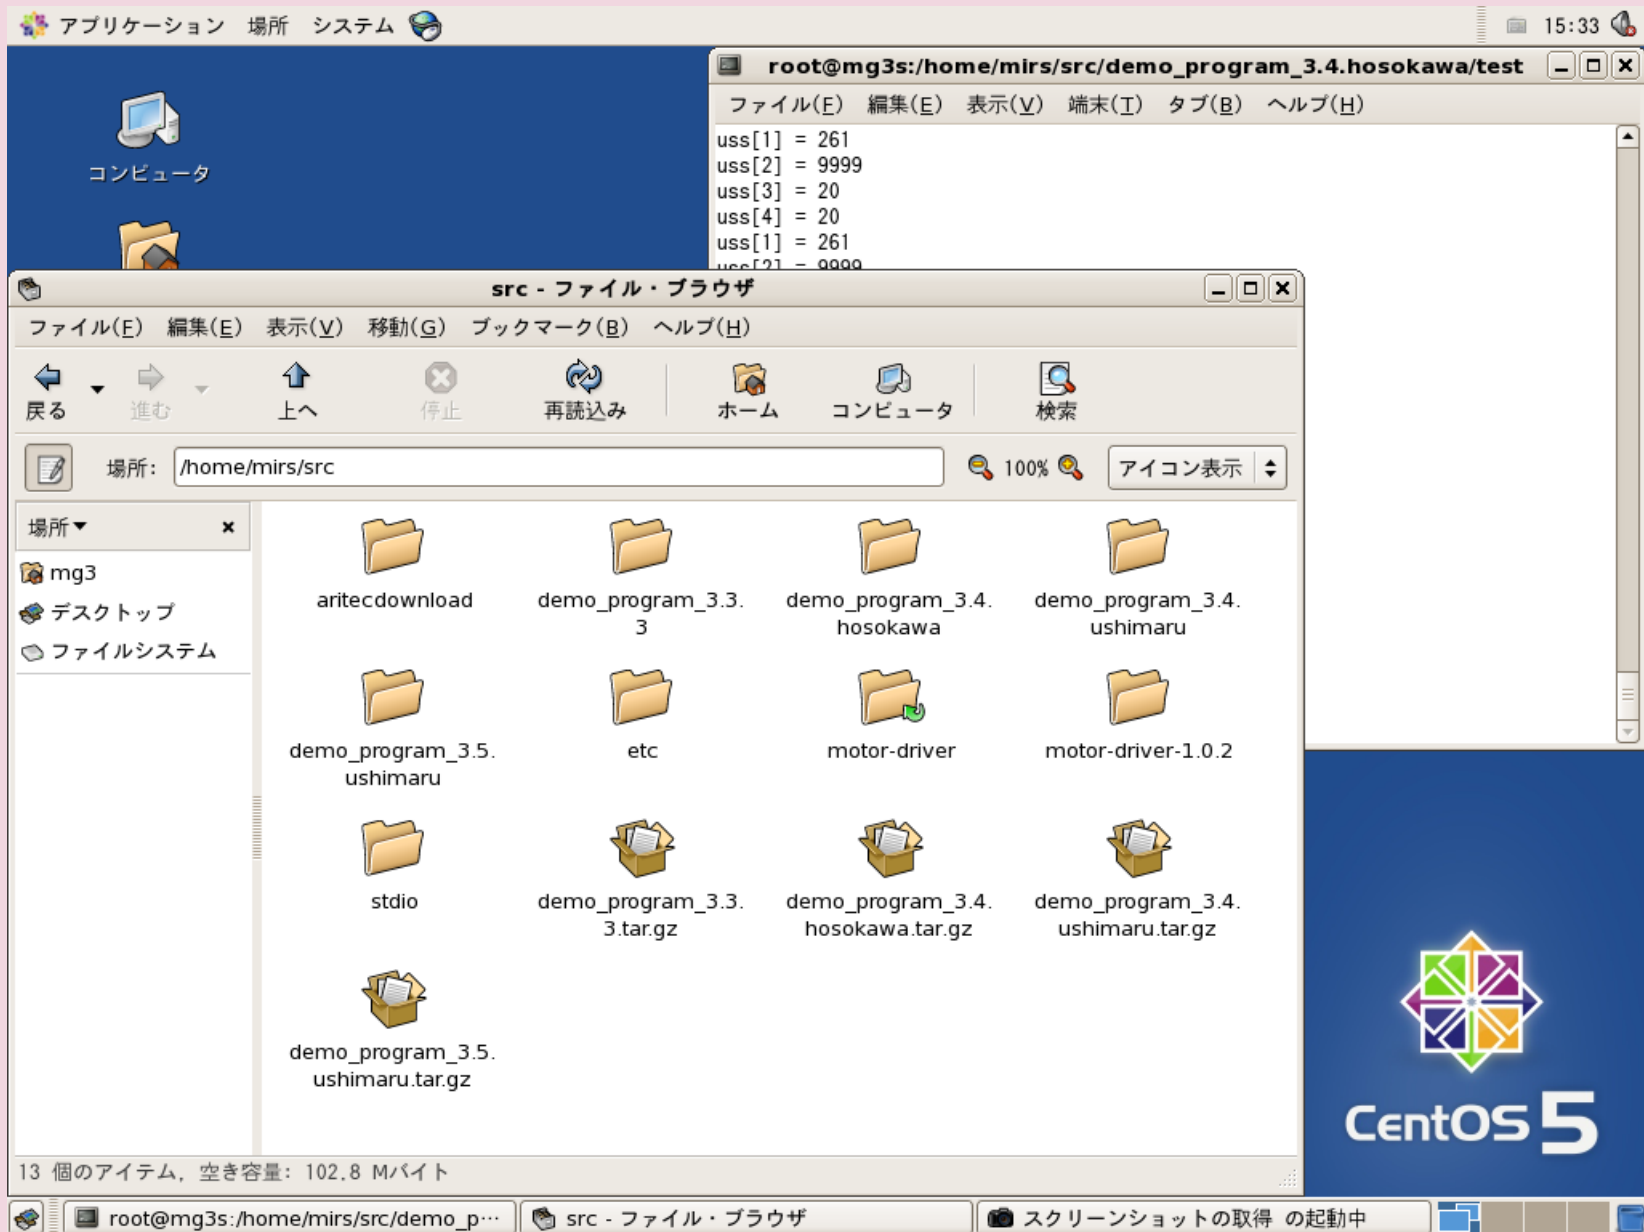 アプリケーション 場所 システム 15:33
コンピュータ
root@mg3s:/home/mirs/src/demo_program_3.4.hosokawa/test
ファイル(F) 編集(E) 表示(V) 端末(T) タブ(B) ヘルプ(H)
uss[1] = 261
uss[2] = 9999
uss[3] = 20
uss[4] = 20
uss[1] = 261
uss[2] = 9999
src - ファイル・ブラウザ
ファイル(F) 編集(E) 表示(V) 移動(G) ブックマーク(B) ヘルプ(H)
戻る 進む 上へ 停止 再読込み ホーム コンピュータ 検索
場所: /home/mirs/src 100% アイコン表示
場所
mg3
デスクトップ
ファイルシステム
aritecdownload
demo_program_3.3.
3
demo_program_3.4.
hosokawa
demo_program_3.4.
ushimaru
demo_program_3.5.
ushimaru
etc
motor-driver
motor-driver-1.0.2
stdio
demo_program_3.3.
3.tar.gz
demo_program_3.4.
hosokawa.tar.gz
demo_program_3.4.
ushimaru.tar.gz
demo_program_3.5.
ushimaru.tar.gz
13 個のアイテム, 空き容量: 102.8 Mバイト
CentOS 5
root@mg3s:/home/mirs/src/demo_p… src - ファイル・ブラウザ スクリーンショットの取得 の起動中